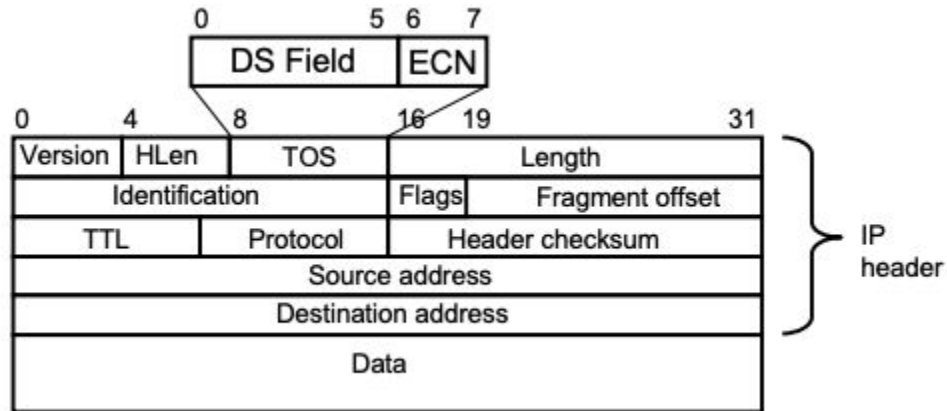 0 5 6 7
DS Field ECN
0 4 8 16 19 31
Version HLen TOS Length
Identification Flags Fragment offset
TTL Protocol Header checksum
Source address
Destination address
Data
IP
header